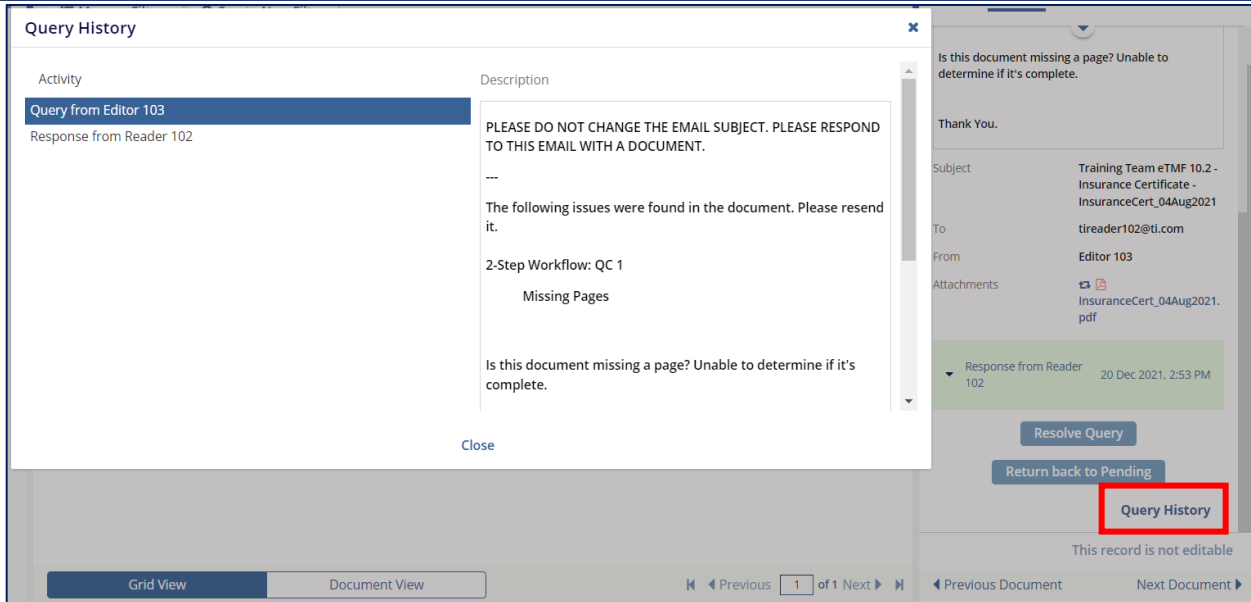 Query History
Activity
Query from Editor 103
Response from Reader 102
Description
PLEASE DO NOT CHANGE THE EMAIL SUBJECT. PLEASE RESPOND
TO THIS EMAIL WITH A DOCUMENT.
---
The following issues were found in the document. Please resend
it.
2-Step Workflow: QC 1
Missing Pages
Is this document missing a page? Unable to determine if it's
complete.
Close
Is this document missing a page? Unable to
determine if it's complete.
Thank You.
Subject
Training Team eTMF 10.2 -
Insurance Certificate -
InsuranceCert_04Aug2021
To
tireader102@ti.com
From
Editor 103
Attachments
InsuranceCert_04Aug2021.
pdf
Response from Reader
102
20 Dec 2021, 2:53 PM
Resolve Query
Return back to Pending
Query History
This record is not editable
Grid View
Document View
Previous 1 of 1 Next
Previous Document
Next Document